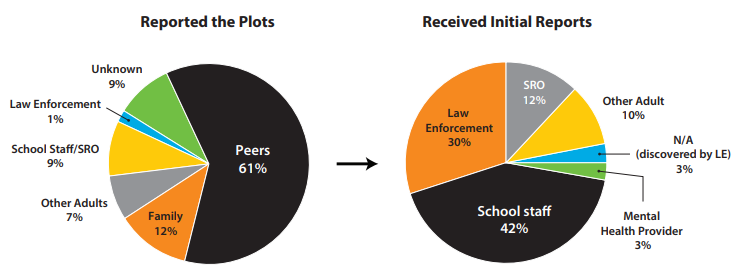 Reported the Plots
Unknown
9%
Law Enforcement
1%
School Staff/SRO
9%
Other Adults
7%
Family
12%
Peers
61%
Received Initial Reports
SRO
12%
Other Adult
10%
N/A
(discovered by LE)
3%
Mental
Health Provider
3%
School staff
42%
Law
Enforcement
30%